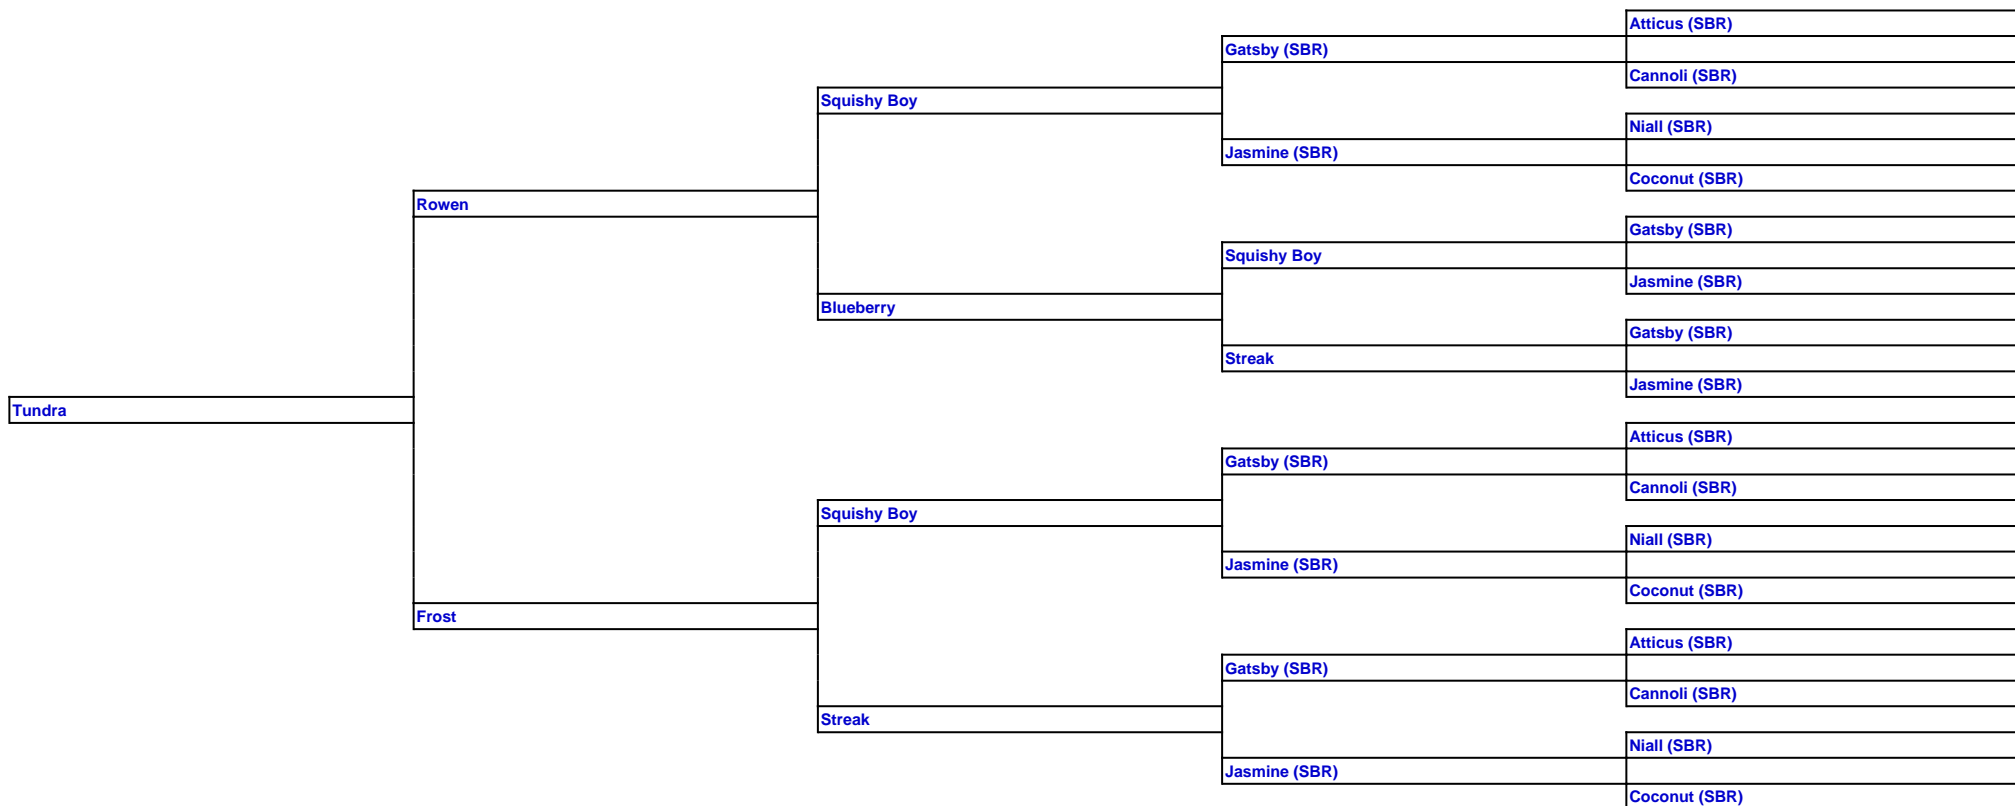 Atticus (SBR)
Gatsby (SBR)
Cannoli (SBR)
Squishy Boy
Niall (SBR)
Jasmine (SBR)
Coconut (SBR)
Rowen
Gatsby (SBR)
Squishy Boy
Jasmine (SBR)
Blueberry
Gatsby (SBR)
Streak
Jasmine (SBR)
Tundra
Atticus (SBR)
Gatsby (SBR)
Cannoli (SBR)
Squishy Boy
Niall (SBR)
Jasmine (SBR)
Coconut (SBR)
Frost
Atticus (SBR)
Gatsby (SBR)
Cannoli (SBR)
Streak
Niall (SBR)
Jasmine (SBR)
Coconut (SBR)